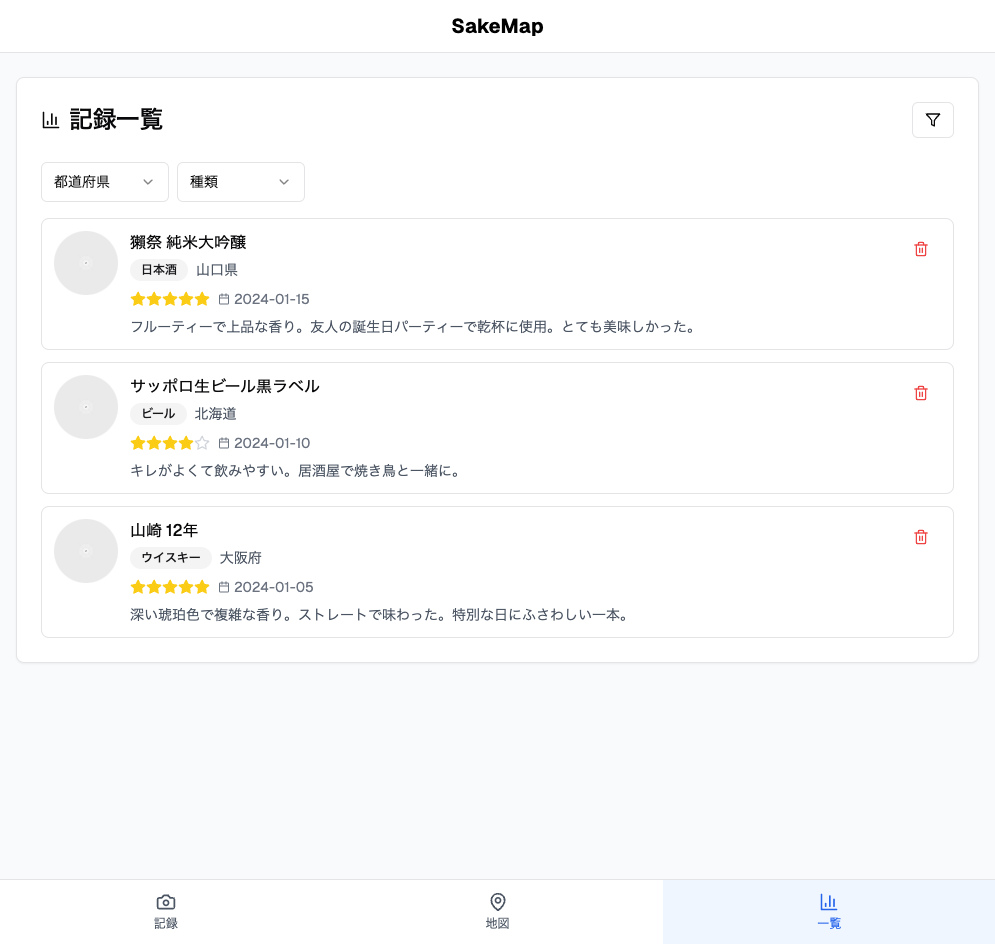 SakeMap
記録一覧
都道府県
種類
獺祭 純米大吟醸
日本酒 山口県
2024-01-15
フルーティーで上品な香り。友人の誕生日パーティーで乾杯に使用。とても美味しかった。
サッポロ生ビール黒ラベル
ビール 北海道
2024-01-10
キレがよくて飲みやすい。居酒屋で焼き鳥と一緒に。
山崎 12年
ウイスキー 大阪府
2024-01-05
深い琥珀色で複雑な香り。ストレートで味わった。特別な日にふさわしい一本。
記録
地図
一覧